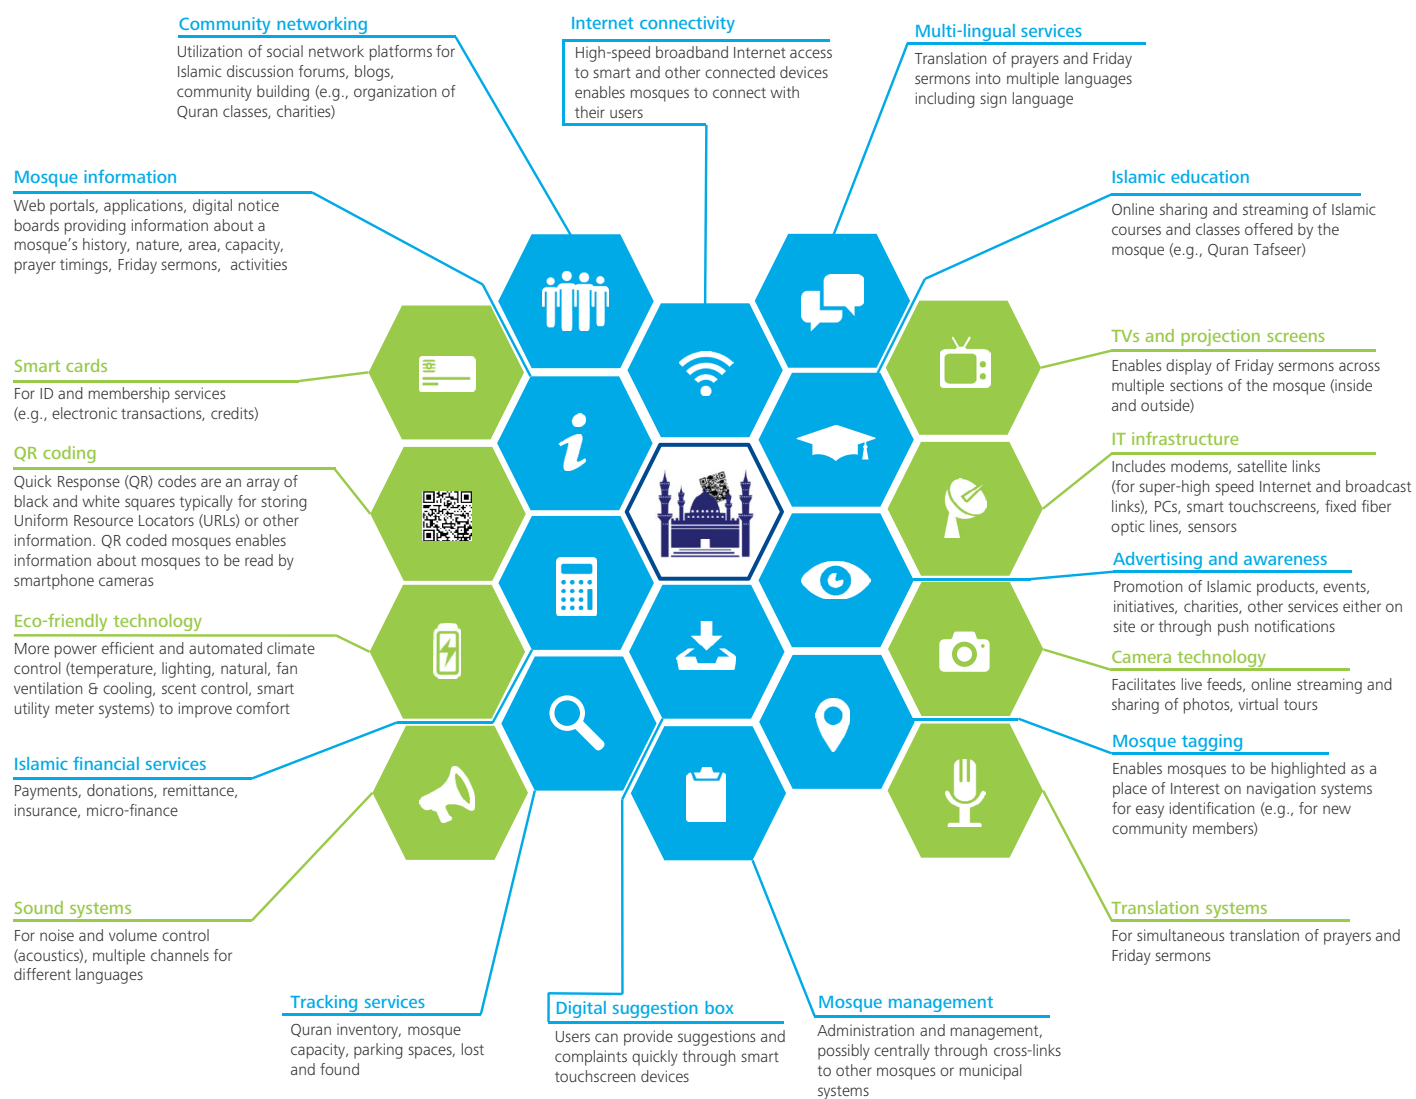 Community networking
Utilization of social network platforms for
Islamic discussion forums, blogs,
community building (e.g., organization of
Quran classes, charities)
Internet connectivity
High-speed broadband Internet access
to smart and other connected devices
enables mosques to connect with
their users
Multi-lingual services
Translation of prayers and Friday
sermons into multiple languages
including sign language
Mosque information
Web portals, applications, digital notice
boards providing information about a
mosque's history, nature, area, capacity,
prayer timings, Friday sermons, activities
Islamic education
Online sharing and streaming of Islamic
courses and classes offered by the
mosque (e.g., Quran Tafseer)
Smart cards
For ID and membership services
(e.g., electronic transactions, credits)
TVs and projection screens
Enables display of Friday sermons across
multiple sections of the mosque (inside
and outside)
QR coding
Quick Response (QR) codes are an array of
black and white squares typically for storing
Uniform Resource Locators (URLs) or other
information. QR coded mosques enables
information about mosques to be read by
smartphone cameras
IT infrastructure
Includes modems, satellite links
(for super-high speed Internet and broadcast
links), PCs, smart touchscreens, fixed fiber
optic lines, sensors
Advertising and awareness
Promotion of Islamic products, events,
initiatives, charities, other services either on
site or through push notifications
Eco-friendly technology
More power efficient and automated climate
control (temperature, lighting, natural, fan
ventilation & cooling, scent control, smart
utility meter systems) to improve comfort
Camera technology
Facilitates live feeds, online streaming and
sharing of photos, virtual tours
Islamic financial services
Payments, donations, remittance,
insurance, micro-finance
Mosque tagging
Enables mosques to be highlighted as a
place of Interest on navigation systems
for easy identification (e.g., for new
community members)
Sound systems
For noise and volume control
(acoustics), multiple channels for
different languages
Translation systems
For simultaneous translation of prayers and
Friday sermons
Tracking services
Quran inventory, mosque
capacity, parking spaces, lost
and found
Digital suggestion box
Users can provide suggestions and
complaints quickly through smart
touchscreen devices
Mosque management
Administration and management,
possibly centrally through cross-links
to other mosques or municipal
systems